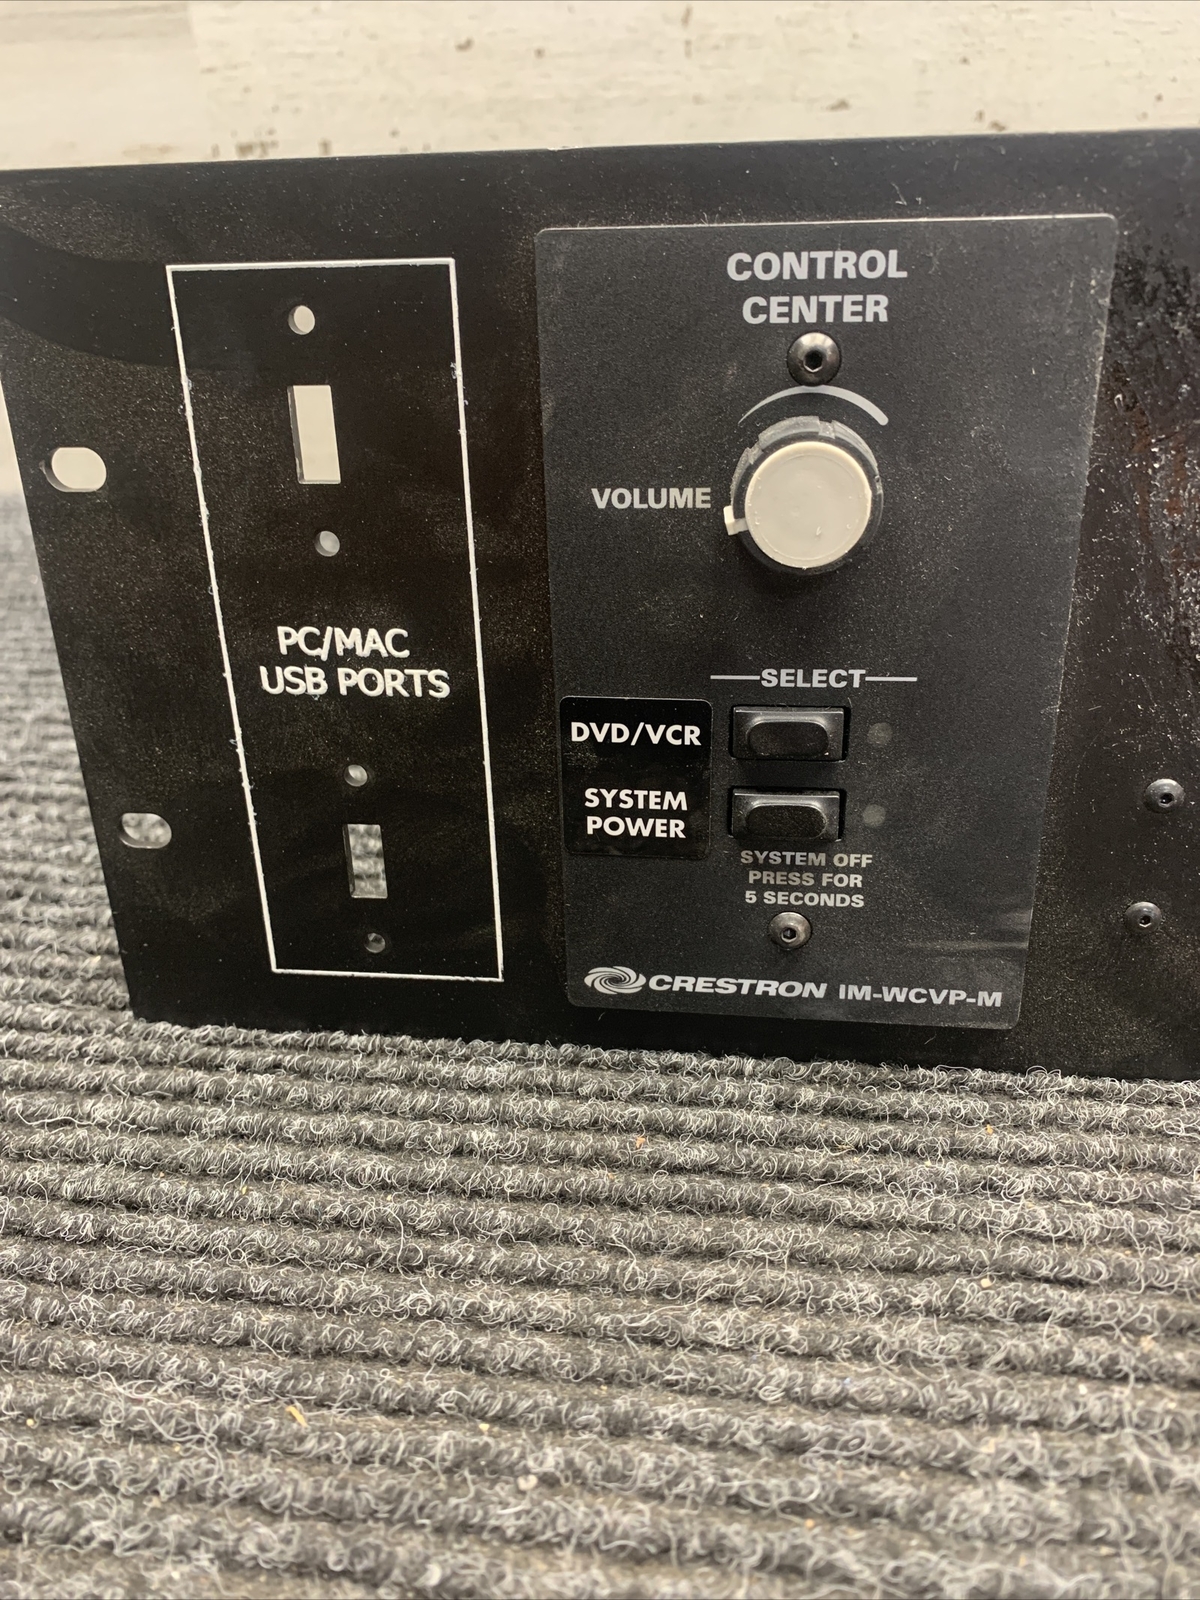 PC/MAC
USB PORTS
CONTROL
CENTER
VOLUME
SELECT
DVD/VCR
SYSTEM
POWER
SYSTEM OFF
PRESS FOR
5 SECONDS
CRESTRON IM-WCVP-M